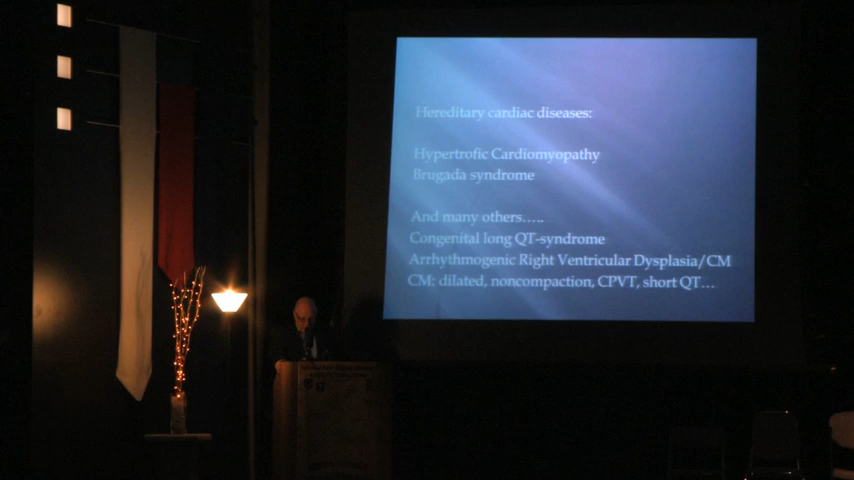 Hereditary cardiac diseases:
Hypertrofic Cardiomyopathy
Brugada syndrome
And many others.....
Congenital long QT-syndrome
Arrhythmogenic Right Ventricular Dysplasia/CM
CM: dilated, noncompaction, CPVT, short QT...